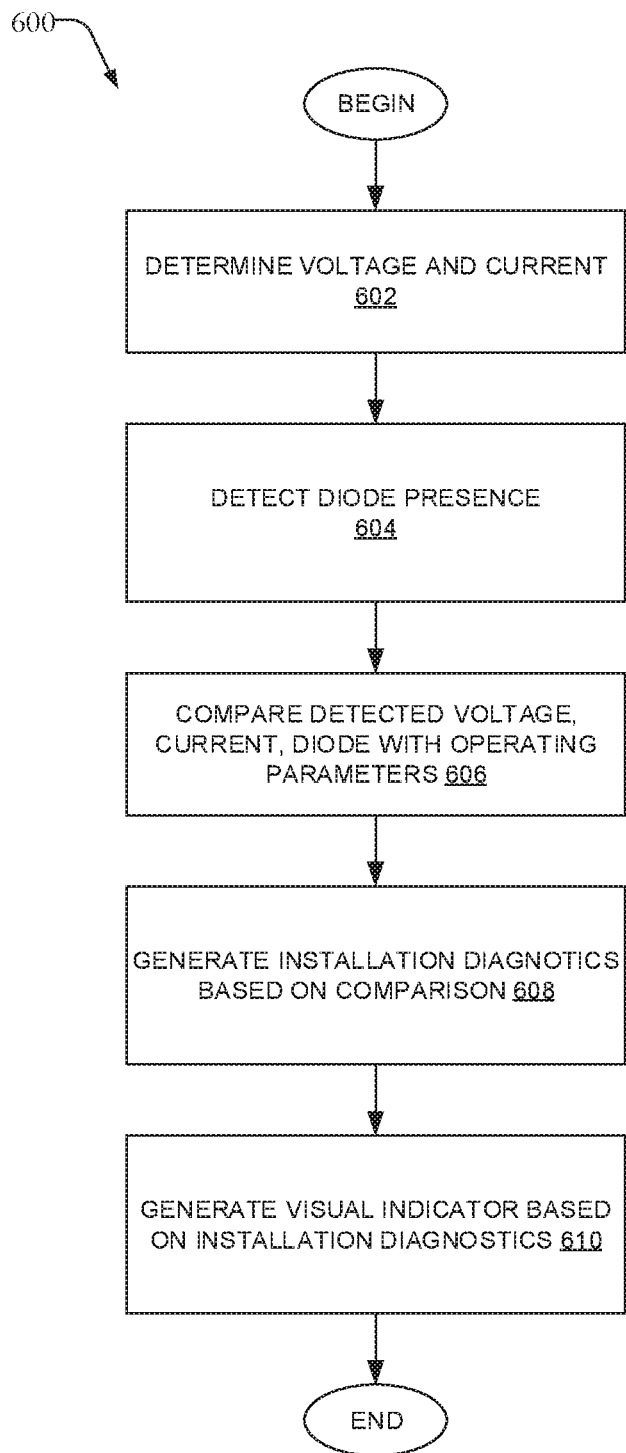 600
BEGIN
DETERMINE VOLTAGE AND CURRENT
602
DETECT DIODE PRESENCE
604
COMPARE DETECTED VOLTAGE,
CURRENT, DIODE WITH OPERATING
PARAMETERS 606
GENERATE INSTALLATION DIAGNOTICS
BASED ON COMPARISON 608
GENERATE VISUAL INDICATOR BASED
ON INSTALLATION DIAGNOSTICS 610
END